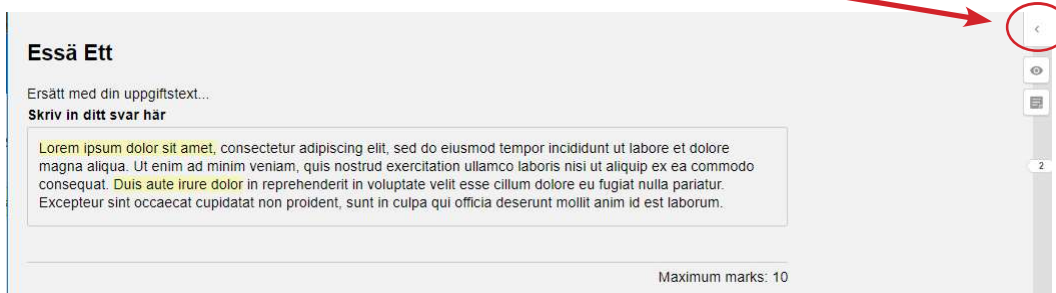 Essä Ett
Ersätt med din uppgiftstext...
Skriv in ditt svar här
Lorem ipsum dolor sit amet, consectetur adipiscing elit, sed do eiusmod tempor incididunt ut labore et dolore
magna aliqua. Ut enim ad minim veniam, quis nostrud exercitation ullamco laboris nisi ut aliquip ex ea commodo
consequat. Duis aute irure dolor in reprehenderit in voluptate velit esse cillum dolore eu fugiat nulla pariatur.
Excepteur sint occaecat cupidatat non proident, sunt in culpa qui officia deserunt mollit anim id est laborum.
2
Maximum marks: 10